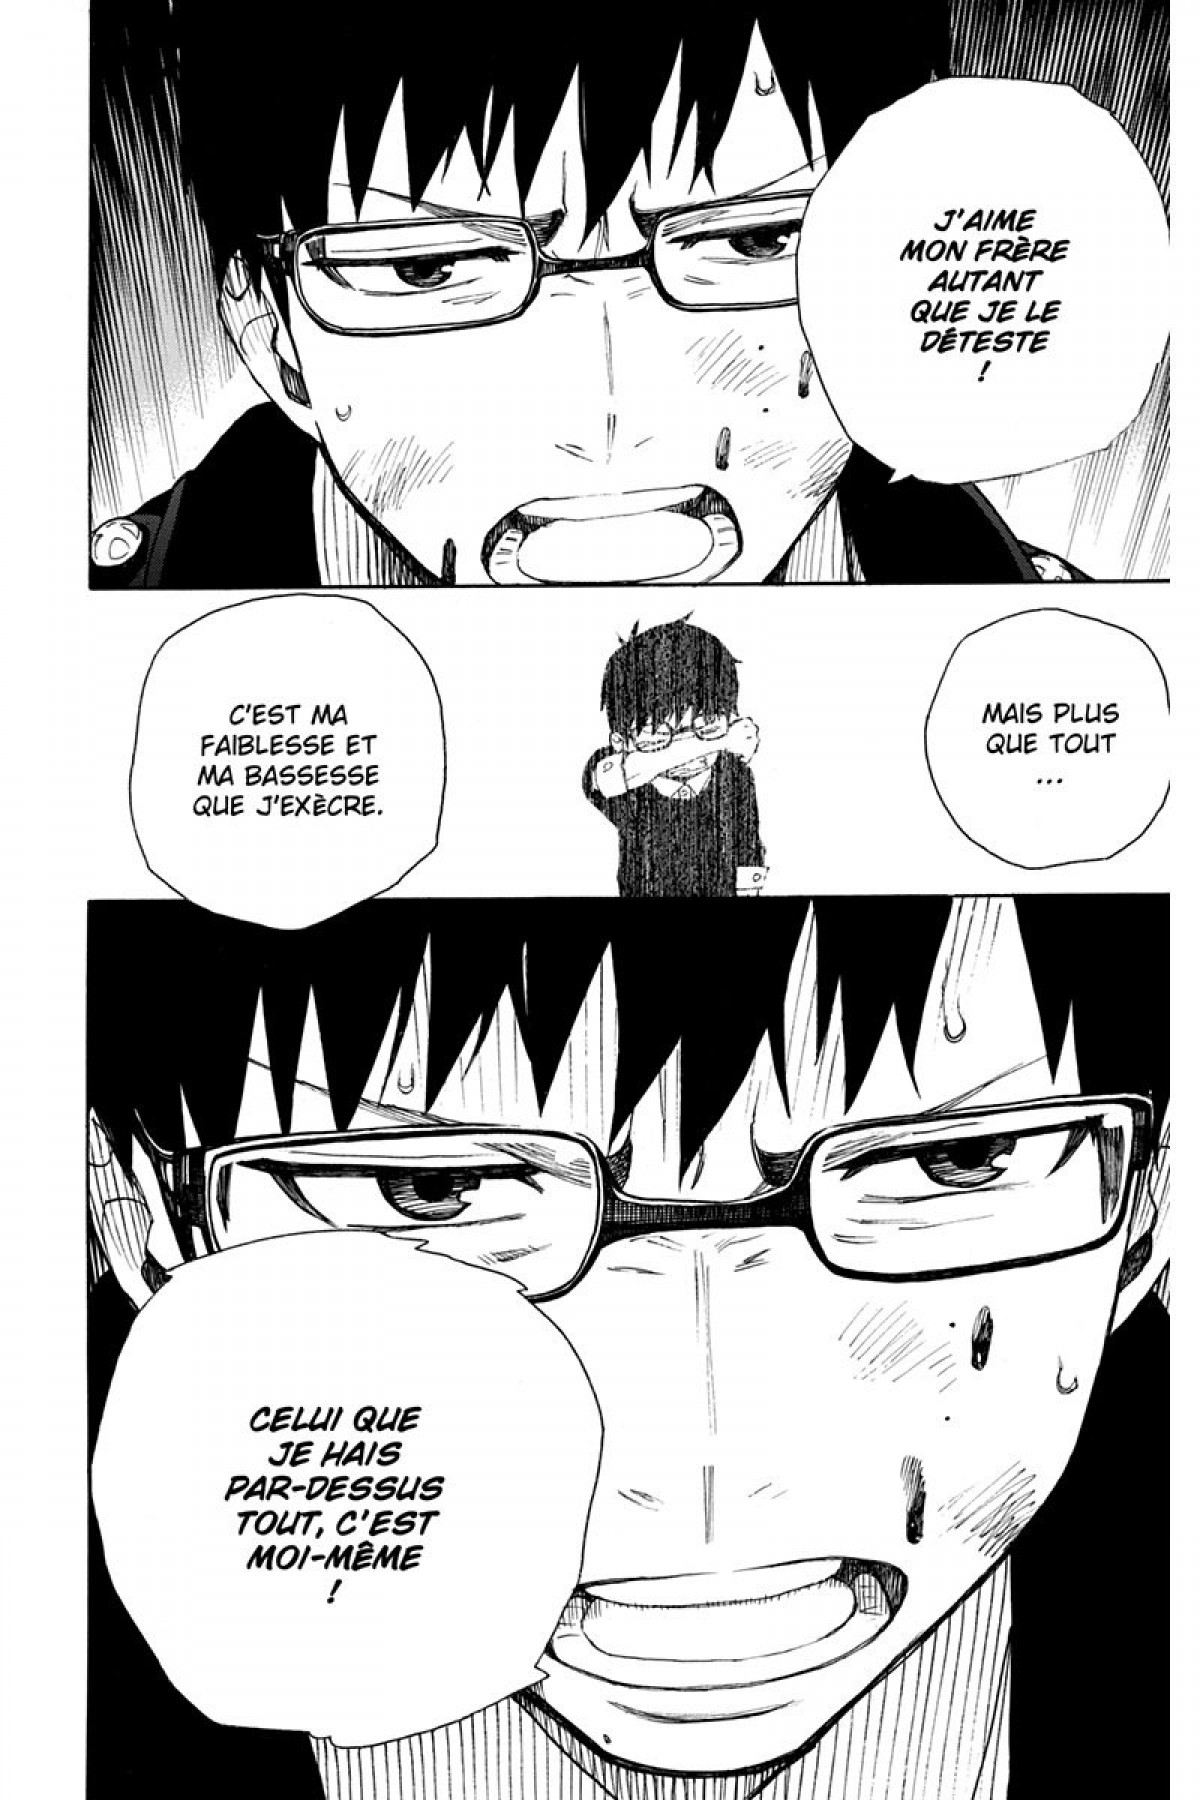 J'AIME
MON FRÈRE
AUTANT
QUE JE LE
DÉTESTE
!
MAIS PLUS
QUE TOUT
...
C'EST MA
FAIBLESSE ET
MA BASSESSE
QUE J'EXÈCRE.
CELUI QUE
JE HAIS
PAR-DESSUS
TOUT, C'EST
MOI-MÊME
!